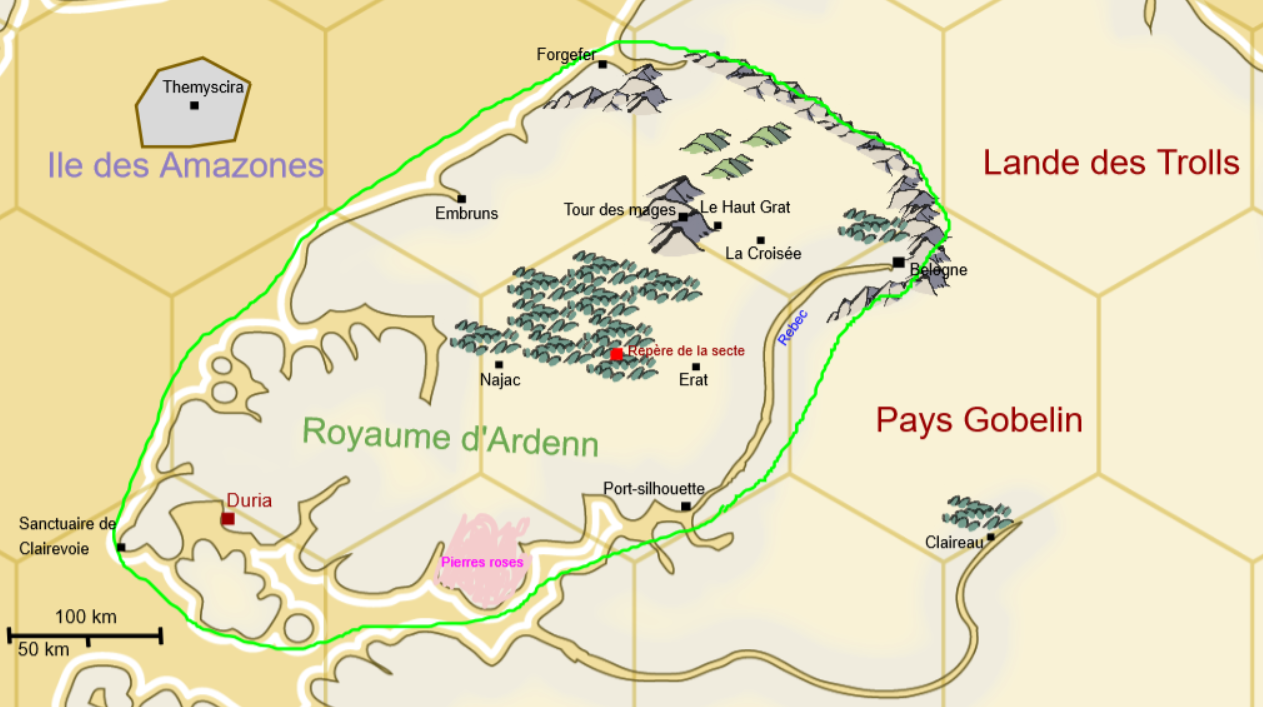 Forgefer
Themyscira
Ile des Amazones
Lande des Trolls
Embruns
Tour des mages
Le Haut Grat
La Croisée
Belogne
Rebec
Repère de la secte
Najac
Erat
Royaume d'Ardenn
Pays Gobelin
Port-silhouette
Duria
Sanctuaire de
Clairevoie
Pierres roses
Claireau
100 km
50 km